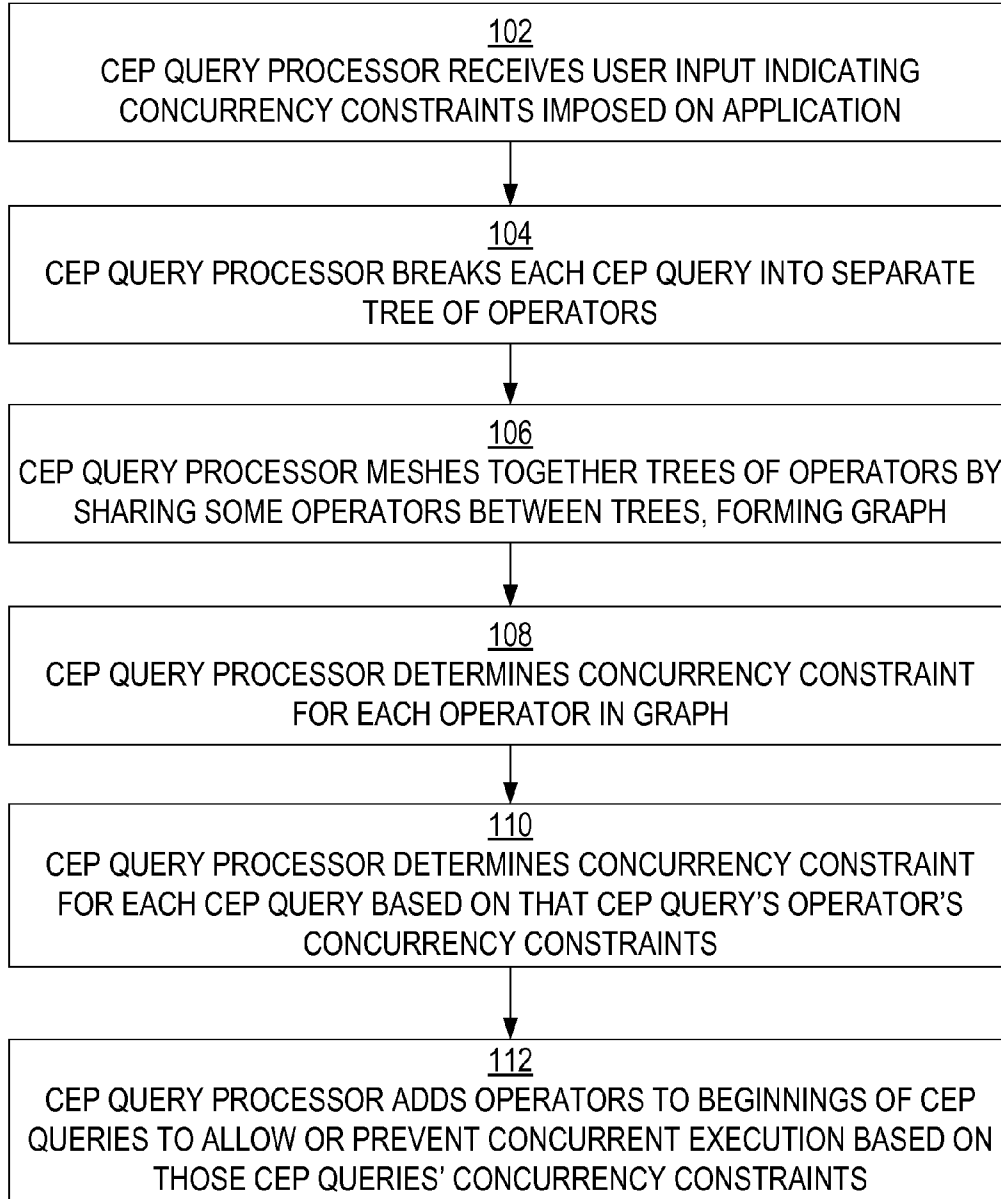 102
CEP QUERY PROCESSOR RECEIVES USER INPUT INDICATING
CONCURRENCY CONSTRAINTS IMPOSED ON APPLICATION
104
CEP QUERY PROCESSOR BREAKS EACH CEP QUERY INTO SEPARATE
TREE OF OPERATORS
106
CEP QUERY PROCESSOR MESHES TOGETHER TREES OF OPERATORS BY
SHARING SOME OPERATORS BETWEEN TREES, FORMING GRAPH
108
CEP QUERY PROCESSOR DETERMINES CONCURRENCY CONSTRAINT
FOR EACH OPERATOR IN GRAPH
110
CEP QUERY PROCESSOR DETERMINES CONCURRENCY CONSTRAINT
FOR EACH CEP QUERY BASED ON THAT CEP QUERY’S OPERATOR’S
CONCURRENCY CONSTRAINTS
112
CEP QUERY PROCESSOR ADDS OPERATORS TO BEGINNINGS OF CEP
QUERIES TO ALLOW OR PREVENT CONCURRENT EXECUTION BASED ON
THOSE CEP QUERIES’ CONCURRENCY CONSTRAINTS